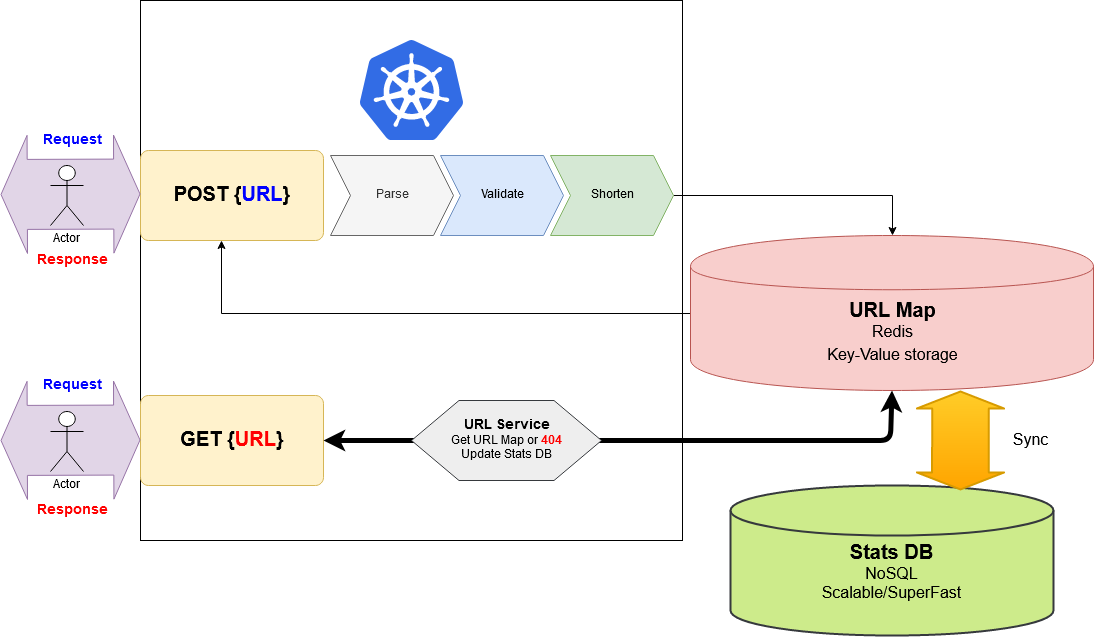 Request
Actor
Response
POST {URL}
Parse
Validate
Shorten
URL Map
Redis
Key-Value storage
Request
Actor
Response
GET {URL}
URL Service
Get URL Map or 404
Update Stats DB
Sync
Stats DB
NoSQL
Scalable/SuperFast